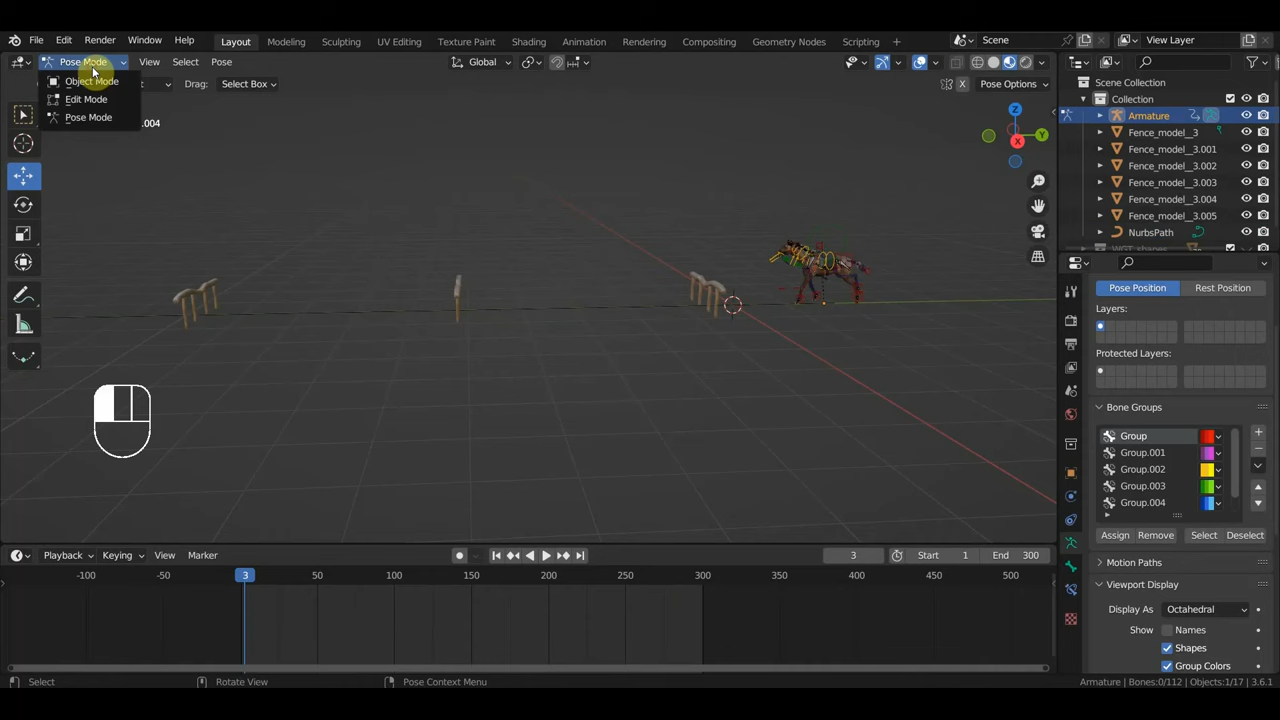 File Edit Render Window Help Layout Modeling Sculpting UV Editing Texture Paint Shading Animation Rendering Compositing Geometry Nodes Scripting Scene View Layer
Pose Mode View Select Pose Global
Object Mode Drag: Select Box X Pose Options
Edit Mode
Pose Mode
.004
Z
Y
X
Scene Collection
Collection
Armature
Fence_model__3
Fence_model__3.001
Fence_model__3.002
Fence_model__3.003
Fence_model__3.004
Fence_model__3.005
NurbsPath
Pose Position Rest Position
Layers:
Protected Layers:
Bone Groups
Group
Group.001
Group.002
Group.003
Group.004
Assign Remove Select Deselect
Motion Paths
Viewport Display
Display As Octahedral
Show Names
Shapes
Group Colors
Playback Keying View Marker 3 Start 1 End 300
-100 -50 3 50 100 150 200 250 300 350 400 450 500
Select Rotate View Pose Context Menu Armature | Bones:0/112 | Objects:1/17 | 3.6.1